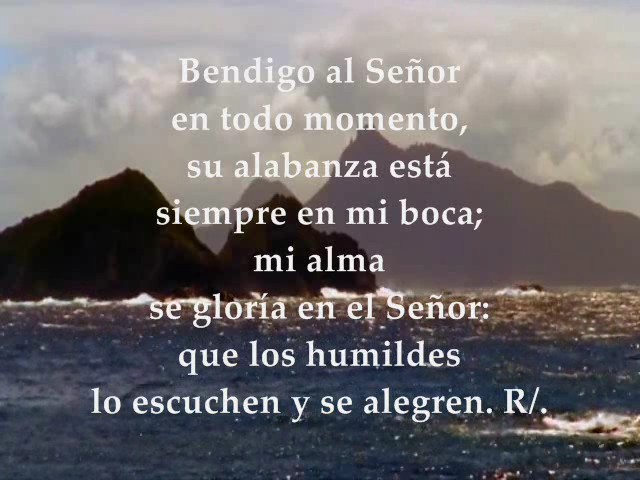 Bendigo al Señor
en todo momento,
su alabanza está
siempre en mi boca;
mi alma
se gloría en el Señor:
que los humildes
lo escuchen y se alegren. R/.